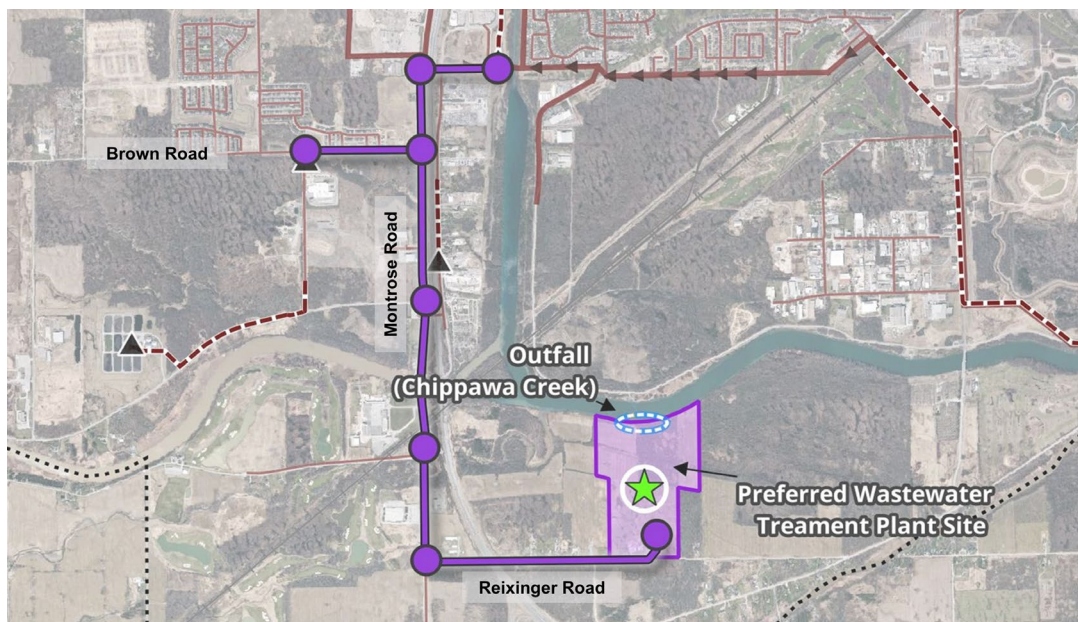 Brown Road
Montrose Road
Outfall
(Chippawa Creek)
Preferred Wastewater
Treament Plant Site
Reixinger Road